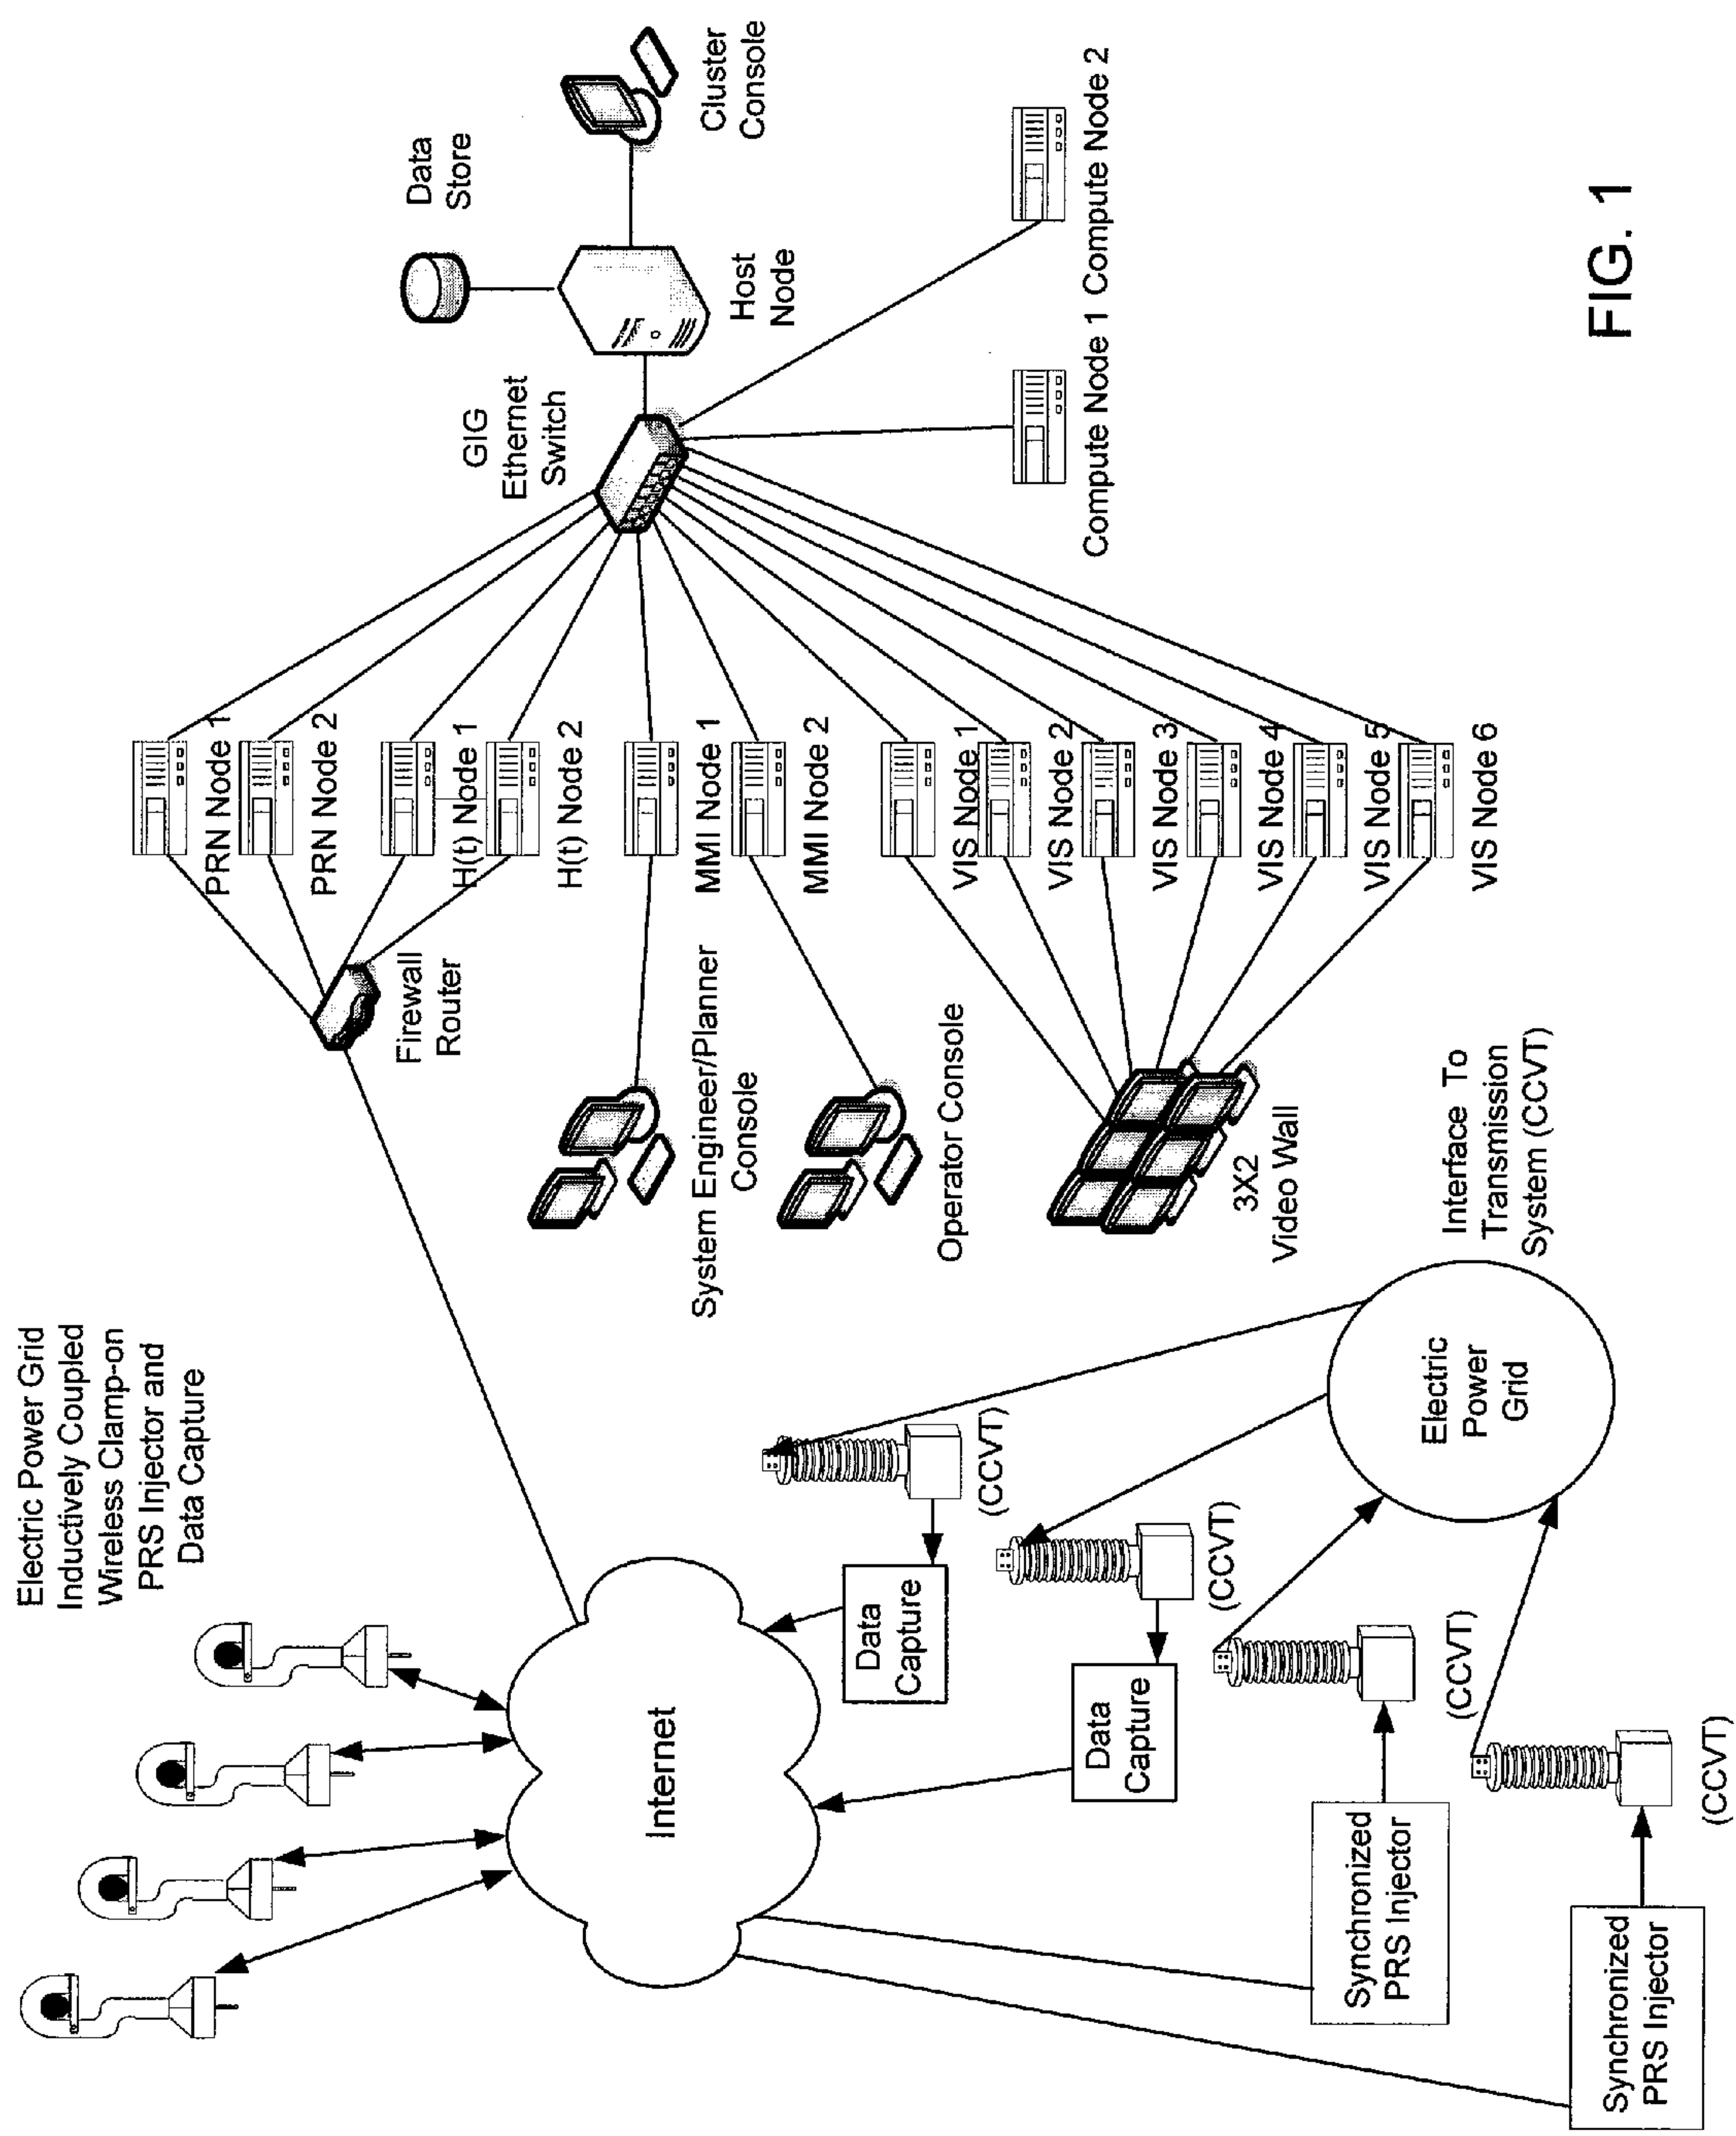 Electric Power Grid
Inductively Coupled
Wireless Clamp-on
PRS Injector and
Data Capture
Internet
Firewall
Router
PRN Node 1
PRN Node 2
H(t) Node 1
H(t) Node 2
MMI Node 1
MMI Node 2
VIS Node 1
VIS Node 2
VIS Node 3
VIS Node 4
VIS Node 5
VIS Node 6
GIG
Ethernet
Switch
Data
Store
Host
Node
Cluster
Console
Compute Node 1
Compute Node 2
System Engineer/Planner
Console
Operator Console
3X2
Video Wall
Interface To
Transmission
System (CCVT)
Electric
Power
Grid
Data
Capture
(CCVT)
Data
Capture
(CCVT)
Synchronized
PRS Injector
(CCVT)
Synchronized
PRS Injector
(CCVT)
FIG. 1